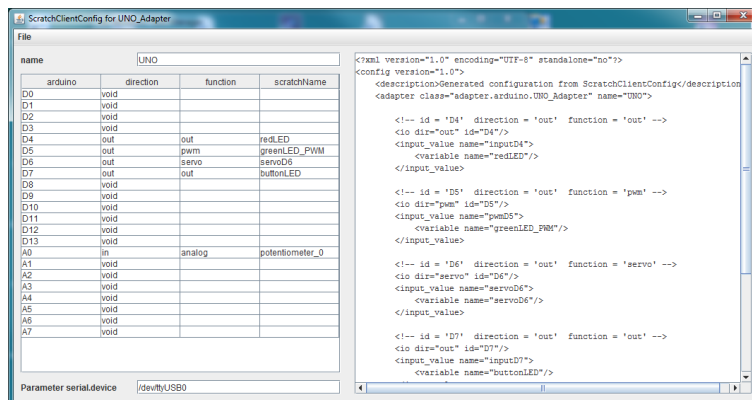 ScratchClientConfig for UNO_Adapter
File
name UNO
arduino direction function scratchName
D0 void
D1 void
D2 void
D3 void
D4 out out redLED
D5 out pwm greenLED_PWM
D6 out servo servoD6
D7 out out buttonLED
D8 void
D9 void
D10 void
D11 void
D12 void
D13 void
A0 in analog potentiometer_0
A1 void
A2 void
A3 void
A4 void
A5 void
A6 void
A7 void
Parameter serial.device /dev/ttyUSB0
<?xml version="1.0" encoding="UTF-8" standalone="no"?>
<config version="1.0">
<description>Generated configuration from ScratchClientConfig</description
<adapter class="adapter.arduino.UNO_Adapter" name="UNO">
<!-- id = 'D4' direction = 'out' function = 'out' -->
<io dir="out" id="D4"/>
<input_value name="inputD4">
<variable name="redLED"/>
</input_value>
<!-- id = 'D5' direction = 'out' function = 'pwm' -->
<io dir="pwm" id="D5"/>
<input_value name="pwmD5">
<variable name="greenLED_PWM"/>
</input_value>
<!-- id = 'D6' direction = 'out' function = 'servo' -->
<io dir="servo" id="D6"/>
<input_value name="servoD6">
<variable name="servoD6"/>
</input_value>
<!-- id = 'D7' direction = 'out' function = 'out' -->
<io dir="out" id="D7"/>
<input_value name="inputD7">
<variable name="buttonLED"/>